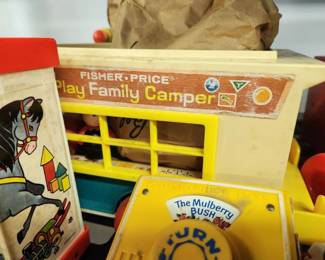 FISHER-PRICE
Play Family Camper
The Mulberry
BUSH
TURN